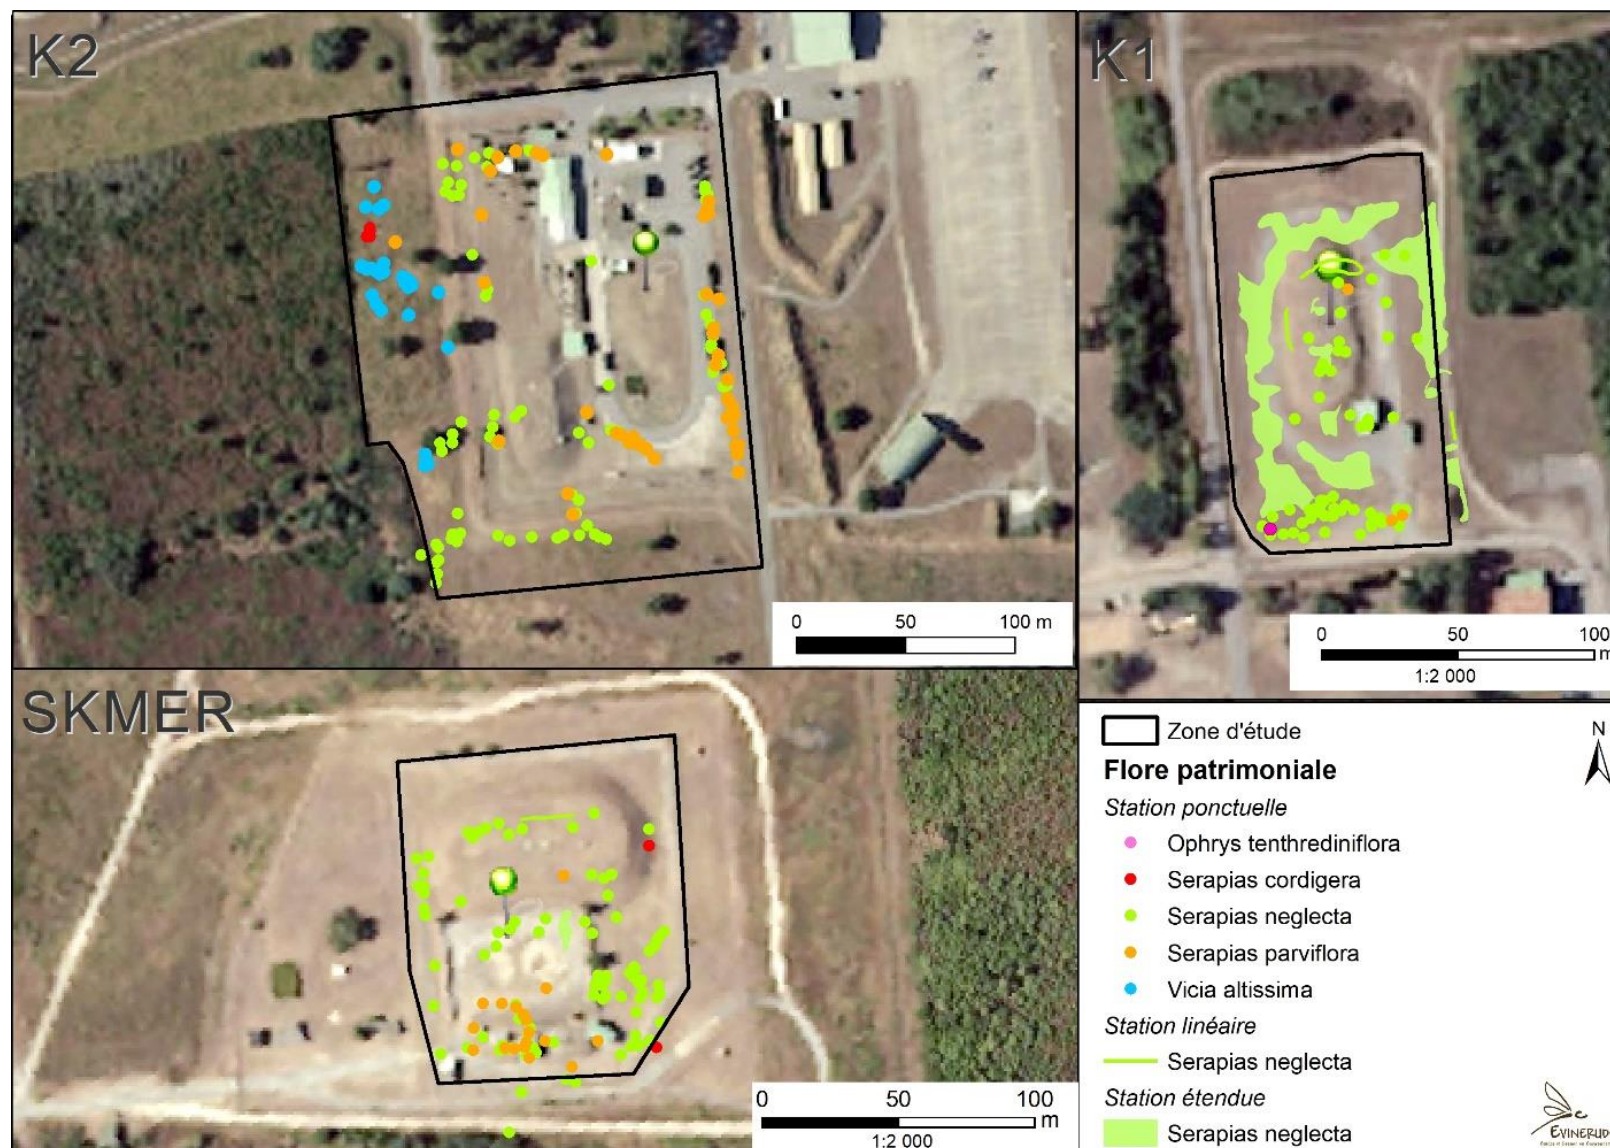 K2
0 50 100 m
K1
0 50 100
m
1:2 000
SKMER
0 50 100
m
1:2 000
Zone d'étude
N
Flore patrimoniale
Station ponctuelle
Ophrys tenthrediniflora
Serapias cordigera
Serapias neglecta
Serapias parviflora
Vicia altissima
Station linéaire
Serapias neglecta
Station étendue
Serapias neglecta
EVINERUDE